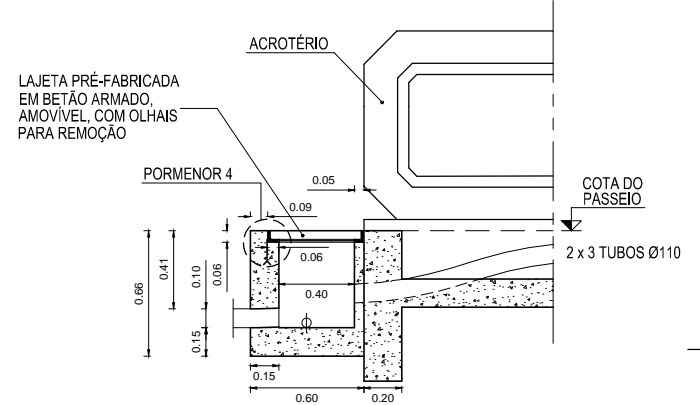 ACROTÉRIO
LAJETA PRÉ-FABRICADA
EM BETÃO ARMADO,
AMOVÍVEL, COM OLHAIS
PARA REMOÇÃO
PORMENOR 4
0.05
0.09
COTA DO
PASSEIO
2 x 3 TUBOS Ø110
0.66
0.41
0.10
0.15
0.06
0.06
0.40
0.15
0.60
0.20